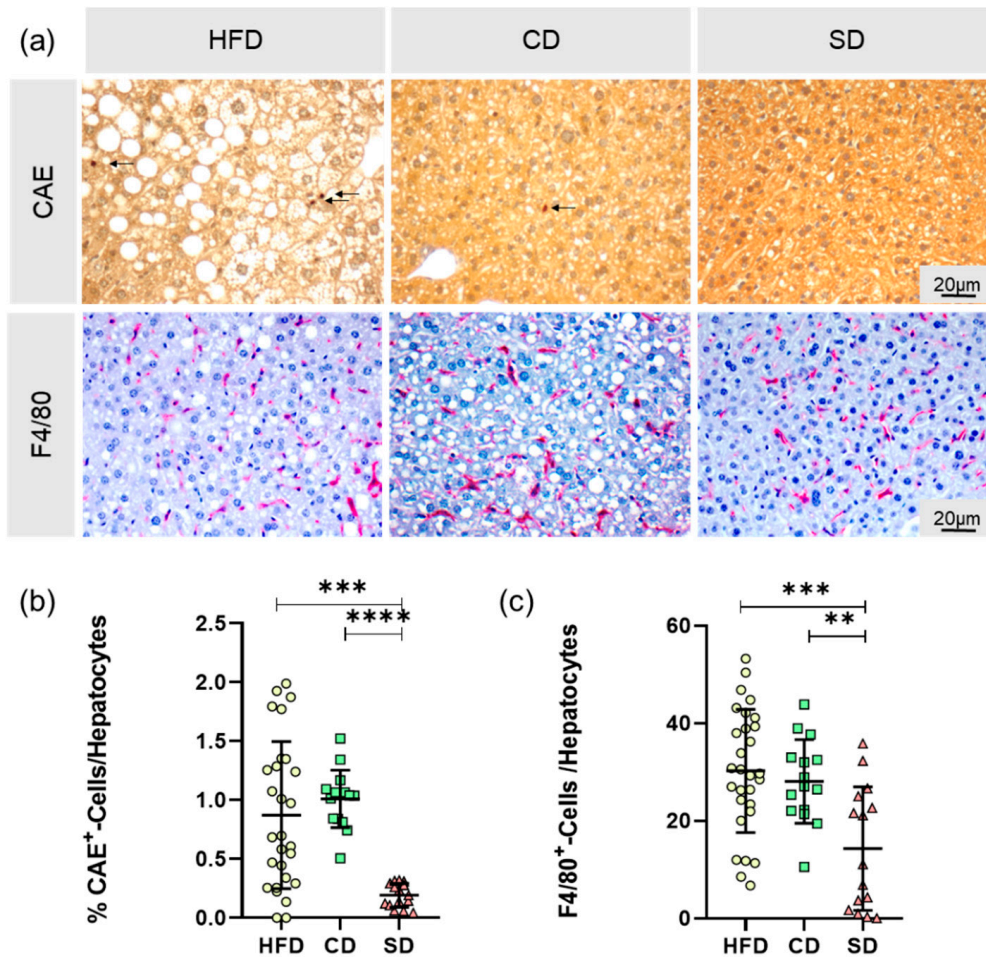 (a)
HFD
CD
SD
CAE
20µm
F4/80
20µm
(b)
% CAE⁺-Cells/Hepatocytes
***
****
2.5
2.0
1.5
1.0
0.5
0.0
HFD
CD
SD
(c)
F4/80⁺-Cells /Hepatocytes
***
**
60
40
20
0
HFD
CD
SD